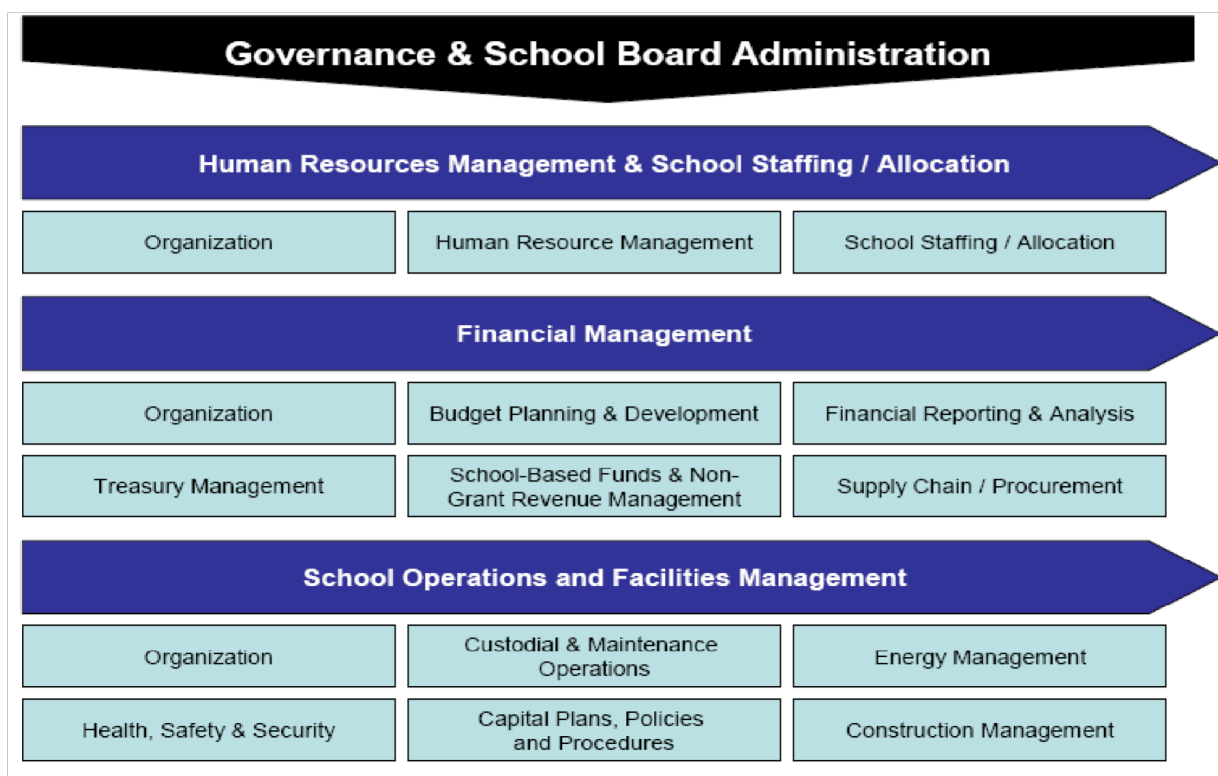 Governance & School Board Administration
Human Resources Management & School Staffing / Allocation
Organization
Human Resource Management
School Staffing / Allocation
Financial Management
Organization
Budget Planning & Development
Financial Reporting & Analysis
Treasury Management
School-Based Funds & Non-
Grant Revenue Management
Supply Chain / Procurement
School Operations and Facilities Management
Organization
Custodial & Maintenance
Operations
Energy Management
Health, Safety & Security
Capital Plans, Policies
and Procedures
Construction Management